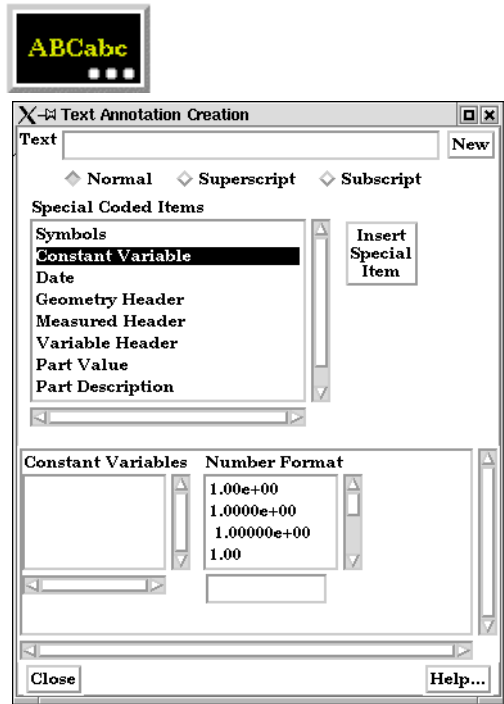 ABCabc
Text Annotation Creation
Text
New
Normal Superscript Subscript
Special Coded Items
Symbols
Constant Variable
Date
Geometry Header
Measured Header
Variable Header
Part Value
Part Description
Insert
Special
Item
Constant Variables
Number Format
1.00e+00
1.0000e+00
1.00000e+00
1.00
Close
Help...